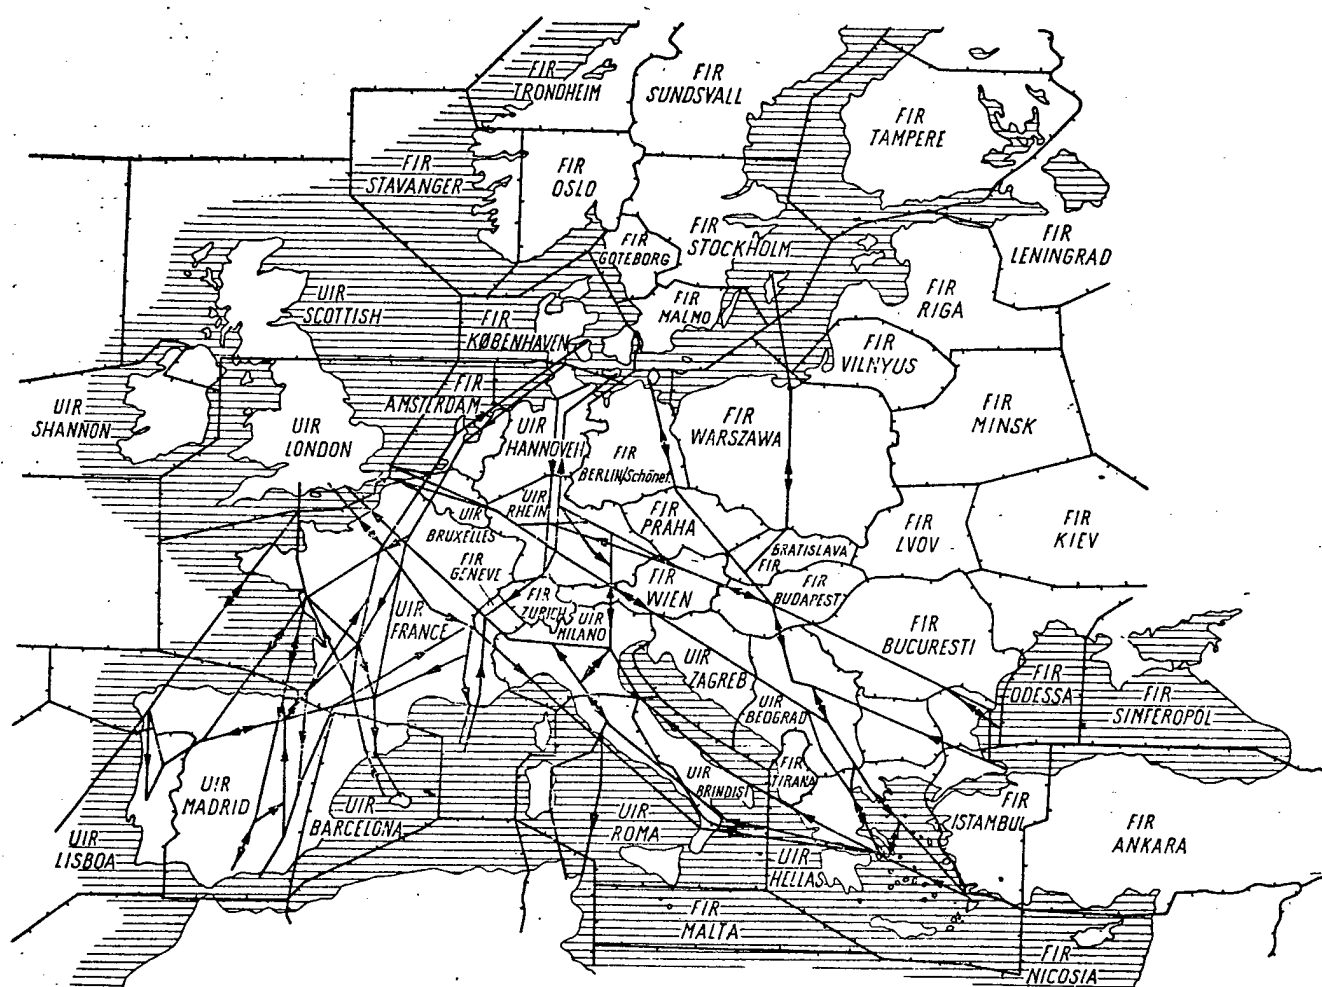 FIR
TRONDHEIM
FIR
SUNDSVALL
FIR
TAMPERE
FIR
STAVANGER
FIR
OSLO
FIR
STOCKHOLM
FIR
GOTEBORG
FIR
LENINGRAD
UIR
SCOTTISH
FIR
KØBENHAVEN
FIR
MALMO
FIR
RIGA
FIR
VILNYUS
FIR
AMSTERDAM
UIR
SHANNON
UIR
LONDON
UIR
HANNOVEH
FIR
BERLIN/Schönef.
FIR
WARSZAWA
FIR
MINSK
UIR
RHEIN
UIR
BRUXELLES
FIR
PRAHA
FIR
LVOV
FIR
KIEV
FIR
GENEVE
BRATISLAVA
FIR
FIR
ZURICH
UIR
MILANO
FIR
WIEN
FIR
BUDAPEST
UIR
FRANCE
FIR
BUCURESTI
UIR
ZAGREB
FIR
ODESSA
FIR
SIMFEROPOL
UIR
BEOGRAD
FIR
TIRANA
UIR
MADRID
UIR
BARCELONA
UIR
BRINDISI
UIR
ROMA
FIR
ISTAMBUL
FIR
ANKARA
UIR
LISBOA
UIR
HELLAS
FIR
MALTA
FIR
NICOSIA